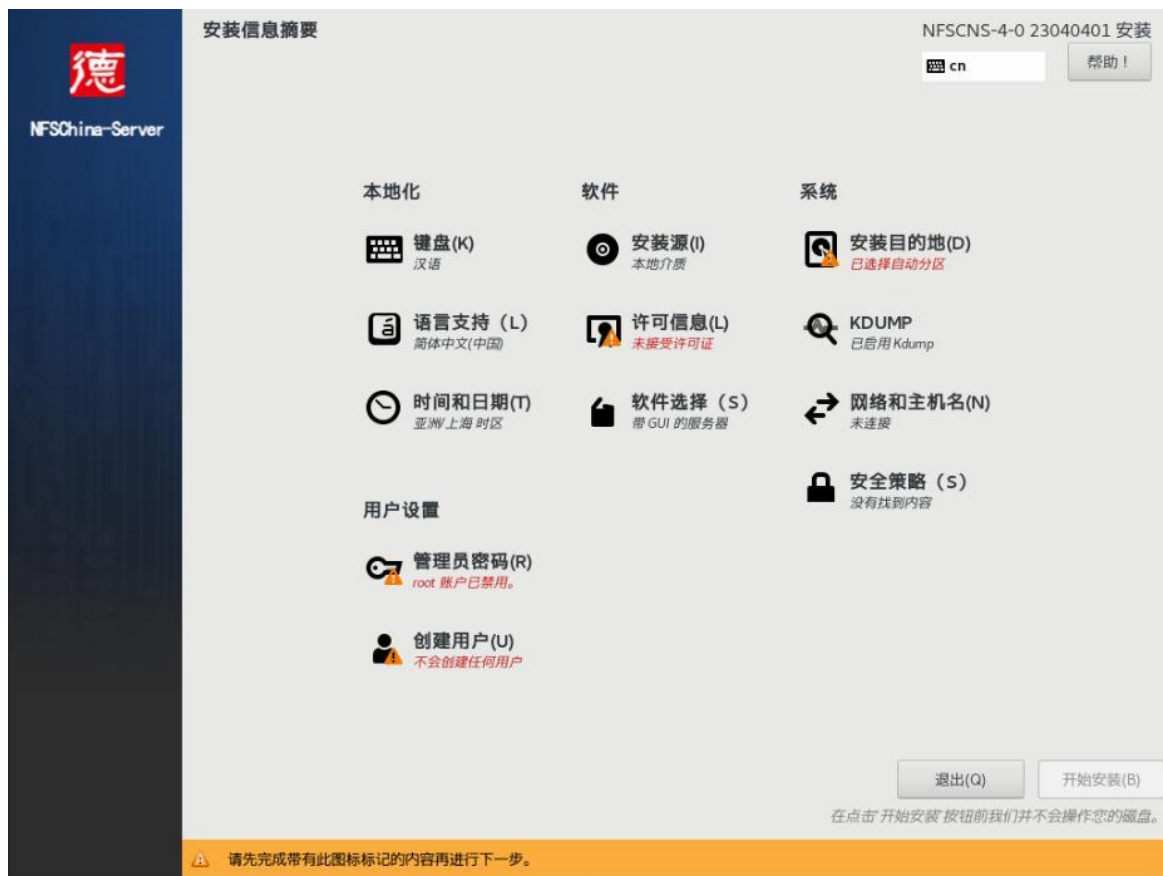 德
NFSChina-Server
安装信息摘要
NFSCNS-4-0 23040401 安装
cn
帮助！
本地化
键盘(K)
汉语
语言支持（L）
简体中文(中国)
时间和日期(T)
亚洲/上海 时区
用户设置
管理员密码(R)
root 账户已禁用。
创建用户(U)
不会创建任何用户
软件
安装源(I)
本地介质
许可信息(L)
未接受许可证
软件选择（S）
带 GUI 的服务器
系统
安装目的地(D)
已选择自动分区
KDUMP
已启用 Kdump
网络和主机名(N)
未连接
安全策略（S）
没有找到内容
退出(Q)
开始安装(B)
在点击'开始安装'按钮前我们并不会操作您的磁盘。
请先完成带有此图标标记的内容再进行下一步。